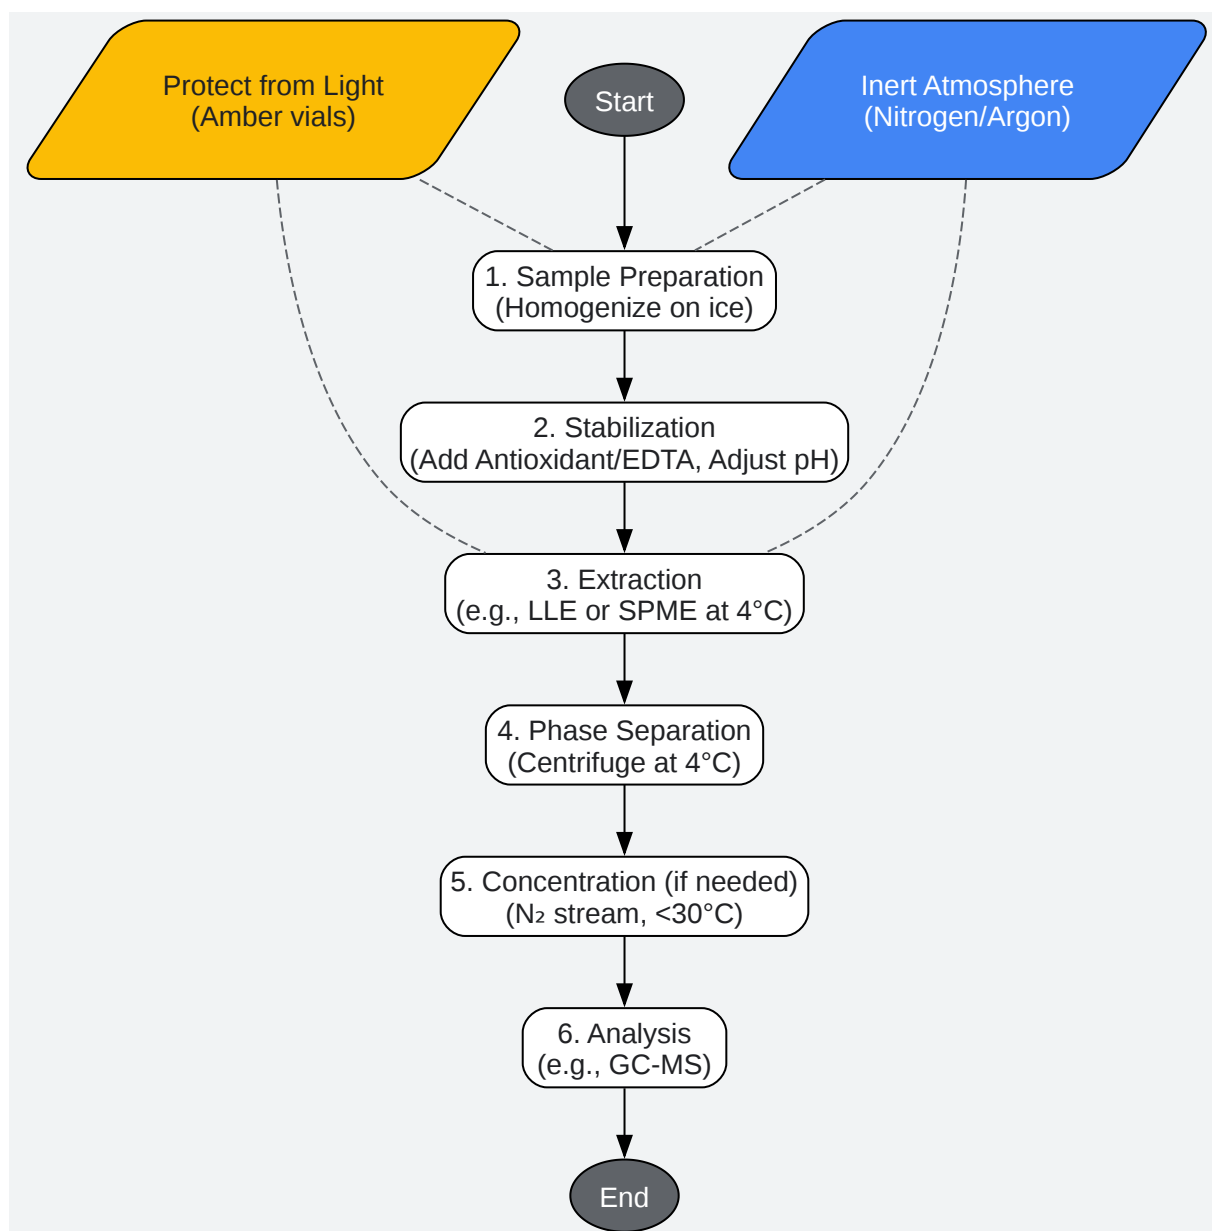 Protect from Light
(Amber vials)
Start
Inert Atmosphere
(Nitrogen/Argon)
1. Sample Preparation
(Homogenize on ice)
2. Stabilization
(Add Antioxidant/EDTA, Adjust pH)
3. Extraction
(e.g., LLE or SPME at 4°C)
4. Phase Separation
(Centrifuge at 4°C)
5. Concentration (if needed)
(N₂ stream, <30°C)
6. Analysis
(e.g., GC-MS)
End